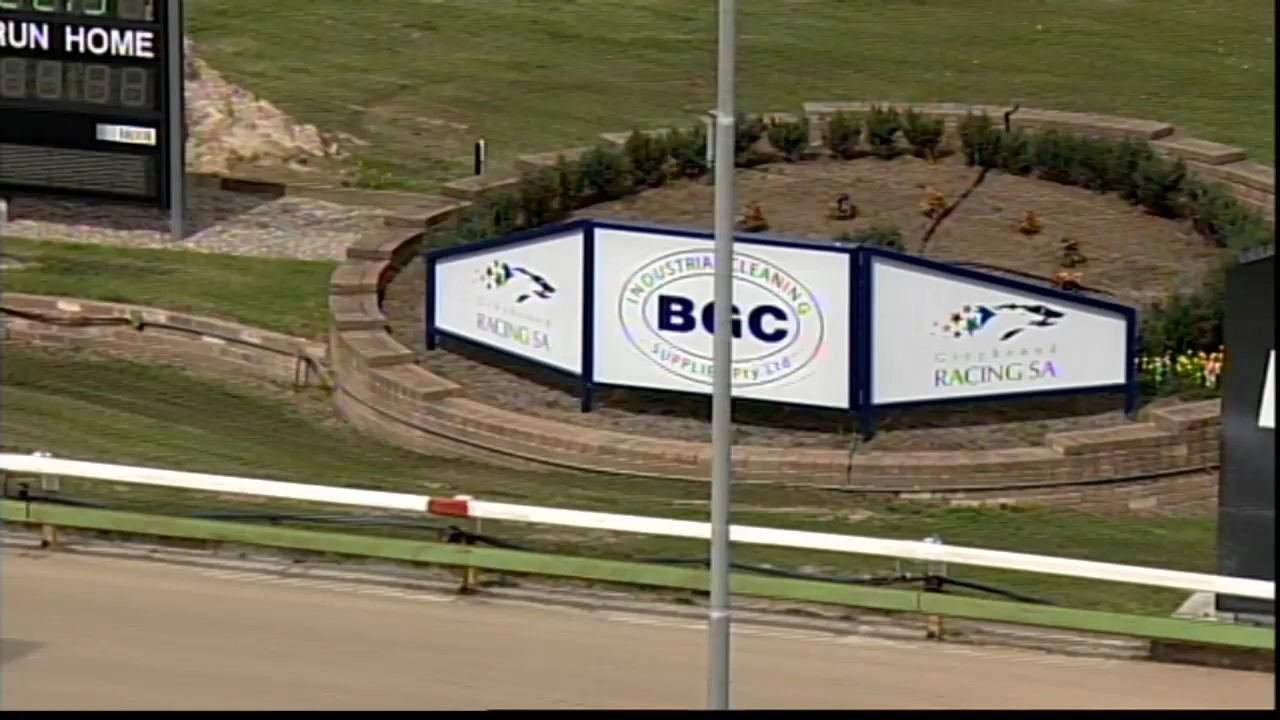 RUN HOME
Greyhound
RACING SA
INDUSTRIAL CLEANING
BGC
SUPPLIES Pty Ltd
Greyhound
RACING SA